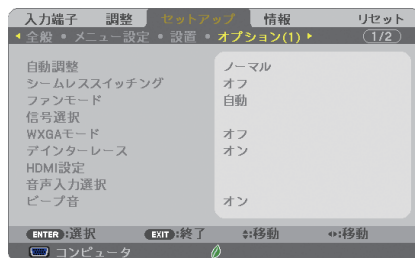 入力端子 調整 セットアップ 情報 リセット
全般 • メニュー設定 • 設置 • オプション(1) 1/2
自動調整 ノーマル
シームレススイッチング オフ
ファンモード 自動
信号選択
WXGAモード オフ
デインターレース オン
HDMI設定
音声入力選択
ビープ音 オン
ENTER:選択 EXIT:終了 :移動 :移動
コンピュータ